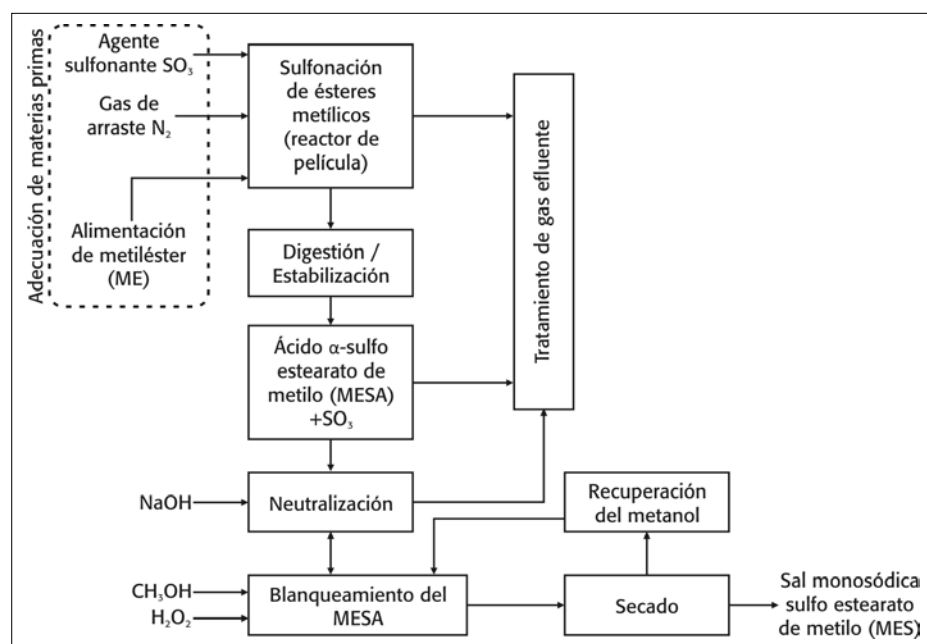 Adecuación de materias primas
Agente
sulfonante SO₃
Gas de
arraste N₂
Alimentación
de metiléster
(ME)
Sulfonación
de ésteres
metílicos
(reactor de
película)
Digestión /
Estabilización
Ácido α-sulfo
estearato de
metilo (MESA)
+SO₃
Tratamiento de gas efluente
NaOH
Neutralización
Recuperación
del metanol
CH₃OH
H₂O₂
Blanqueamiento del
MESA
Secado
Sal monosódica
sulfo estearato
de metilo (MES)